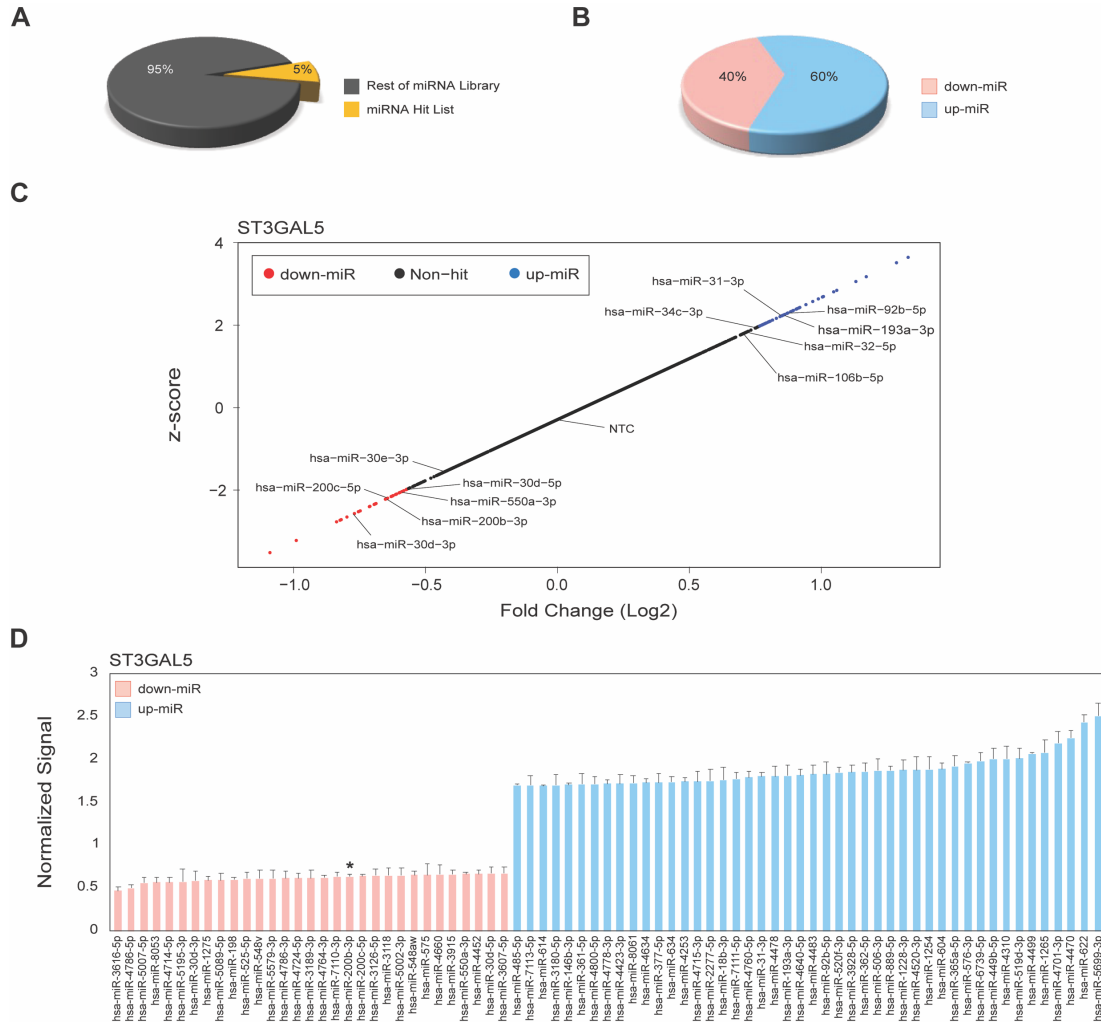 A
95%
5%
Rest of miRNA Library
miRNA Hit List
B
40%
60%
down-miR
up-miR
C
ST3GAL5
4
2
0
−2
z-score
down−miR
Non−hit
up−miR
hsa−miR−31−3p
hsa−miR−34c−3p
hsa−miR−92b−5p
hsa−miR−193a−3p
hsa−miR−32−5p
hsa−miR−106b−5p
NTC
hsa−miR−30e−3p
hsa−miR−200c−5p
hsa−miR−30d−5p
hsa−miR−550a−3p
hsa−miR−200b−3p
hsa−miR−30d−3p
−1.0
−0.5
0.0
0.5
1.0
Fold Change (Log2)
D
ST3GAL5
3
2.5
2
1.5
1
0.5
0
Normalized Signal
down-miR
up-miR
*
hsa-miR-3616-5p
hsa-miR-4786-5p
hsa-miR-5007-5p
hsa-miR-8053
hsa-miR-4714-5p
hsa-miR-5195-3p
hsa-miR-30d-3p
hsa-miR-1275
hsa-miR-5089-5p
hsa-miR-198
hsa-miR-525-5p
hsa-miR-548v
hsa-miR-5579-3p
hsa-miR-4786-3p
hsa-miR-4724-5p
hsa-miR-3189-3p
hsa-miR-4764-3p
hsa-miR-7110-3p
hsa-miR-200b-3p
hsa-miR-200c-5p
hsa-miR-3126-5p
hsa-miR-3118
hsa-miR-5002-3p
hsa-miR-548aw
hsa-miR-575
hsa-miR-4660
hsa-miR-3915
hsa-miR-550a-3p
hsa-miR-4452
hsa-miR-30d-5p
hsa-miR-3607-5p
hsa-miR-485-5p
hsa-miR-7113-5p
hsa-miR-614
hsa-miR-3180-5p
hsa-miR-146b-3p
hsa-miR-361-5p
hsa-miR-4800-5p
hsa-miR-4778-3p
hsa-miR-4423-3p
hsa-miR-8061
hsa-miR-4634
hsa-miR-377-5p
hsa-miR-634
hsa-miR-4253
hsa-miR-4715-3p
hsa-miR-2277-5p
hsa-miR-18b-3p
hsa-miR-7111-5p
hsa-miR-4760-5p
hsa-miR-31-3p
hsa-miR-4478
hsa-miR-193a-3p
hsa-miR-4640-5p
hsa-miR-4483
hsa-miR-92b-5p
hsa-miR-520f-3p
hsa-miR-3928-5p
hsa-miR-362-5p
hsa-miR-506-3p
hsa-miR-889-5p
hsa-miR-1228-3p
hsa-miR-4520-3p
hsa-miR-1254
hsa-miR-604
hsa-miR-365a-5p
hsa-miR-576-3p
hsa-miR-6739-5p
hsa-miR-449b-5p
hsa-miR-4310
hsa-miR-519d-3p
hsa-miR-4499
hsa-miR-1265
hsa-miR-4701-3p
hsa-miR-4470
hsa-miR-622
hsa-miR-5699-3p